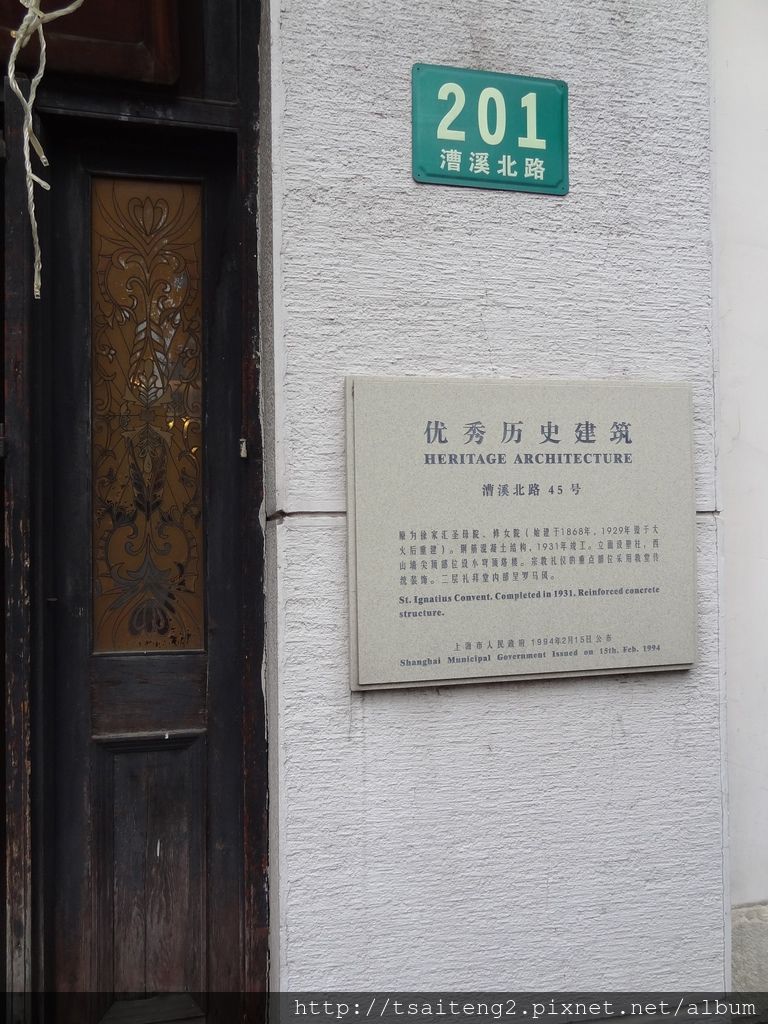 201
漕溪北路
优秀历史建筑
HERITAGE ARCHITECTURE
漕溪北路 45 号
原为徐家汇圣母院、修女院（始建于1868年，1929年毁于大
火后重建）。钢筋混凝土结构，1931年竣工。立面设壁柱，西
山墙尖顶部位设小穹顶塔楼。宗教礼仪的重点部位采用教堂传
统装饰。二层礼拜堂内部呈罗马风。
St. Ignatius Convent. Completed in 1931. Reinforced concrete
structure.
上海市人民政府 1994年2月15日公布
Shanghai Municipal Government Issued on 15th. Feb. 1994
http://tsaiteng2.pixnet.net/album